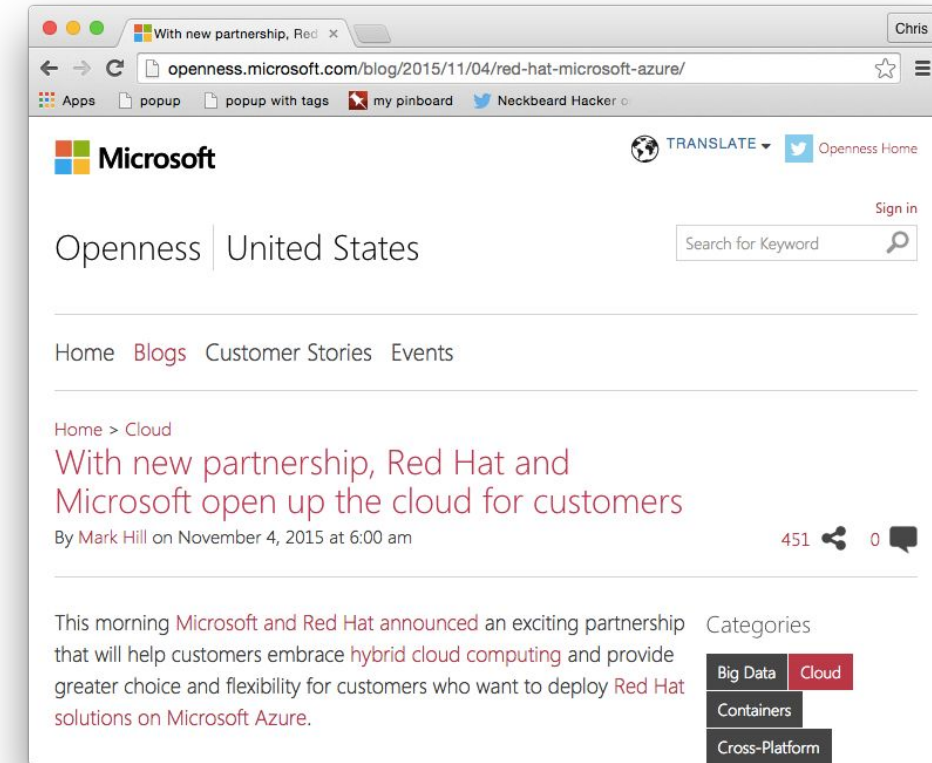 With new partnership, Red
Chris
openness.microsoft.com/blog/2015/11/04/red-hat-microsoft-azure/
Apps popup popup with tags my pinboard Neckbeard Hacker o
Microsoft
TRANSLATE
Openness Home
Sign in
Openness United States
Search for Keyword
Home Blogs Customer Stories Events
Home > Cloud
With new partnership, Red Hat and
Microsoft open up the cloud for customers
By Mark Hill on November 4, 2015 at 6:00 am
451 0
This morning Microsoft and Red Hat announced an exciting partnership
that will help customers embrace hybrid cloud computing and provide
greater choice and flexibility for customers who want to deploy Red Hat
solutions on Microsoft Azure.
Categories
Big Data Cloud
Containers
Cross-Platform